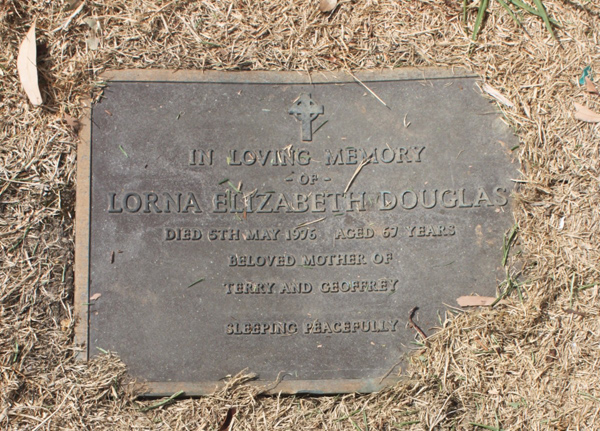 IN LOVING MEMORY
- OF -
LORNA ELIZABETH DOUGLAS
DIED 5TH MAY 1976 AGED 67 YEARS
BELOVED MOTHER OF
TERRY AND GEOFFREY
SLEEPING PEACEFULLY